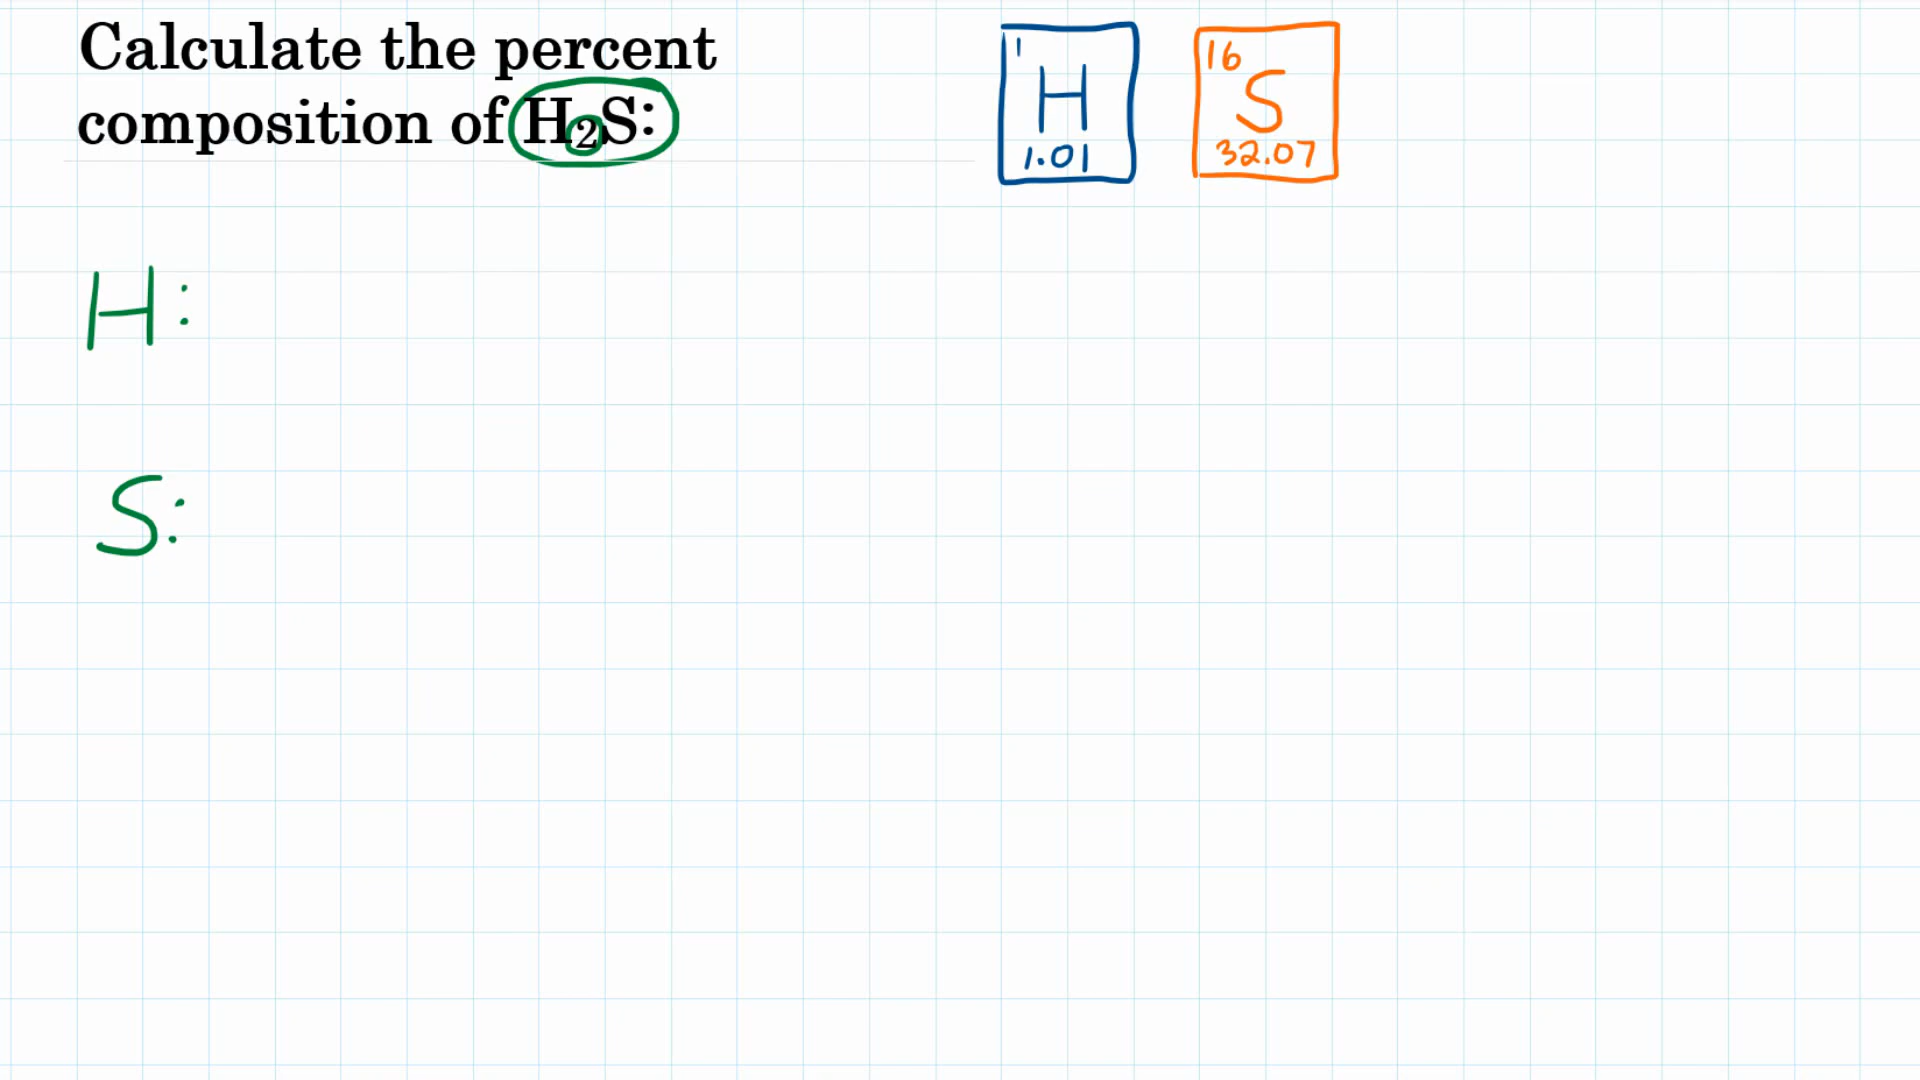 Calculate the percent
composition of H₂S:
1
H
1.01
16
S
32.07
H:
S: